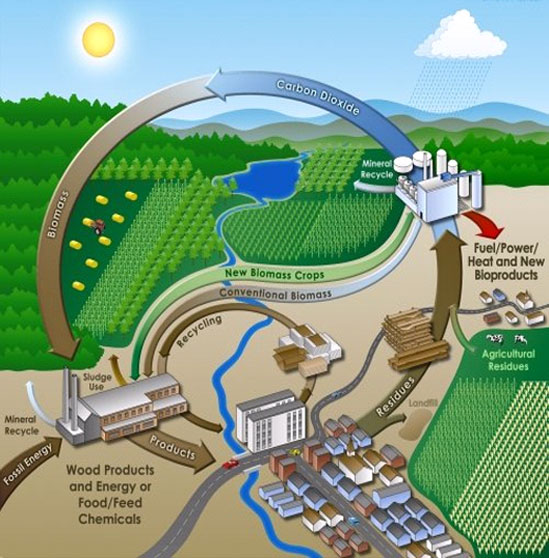 Carbon Dioxide
Biomass
Mineral
Recycle
Fuel/Power/
Heat and New
Bioproducts
New Biomass Crops
Conventional Biomass
Recycling
Agricultural
Residues
Sludge
Use
Residues
Landfill
Mineral
Recycle
Products
Fossil Energy
Wood Products
and Energy or
Food/Feed
Chemicals